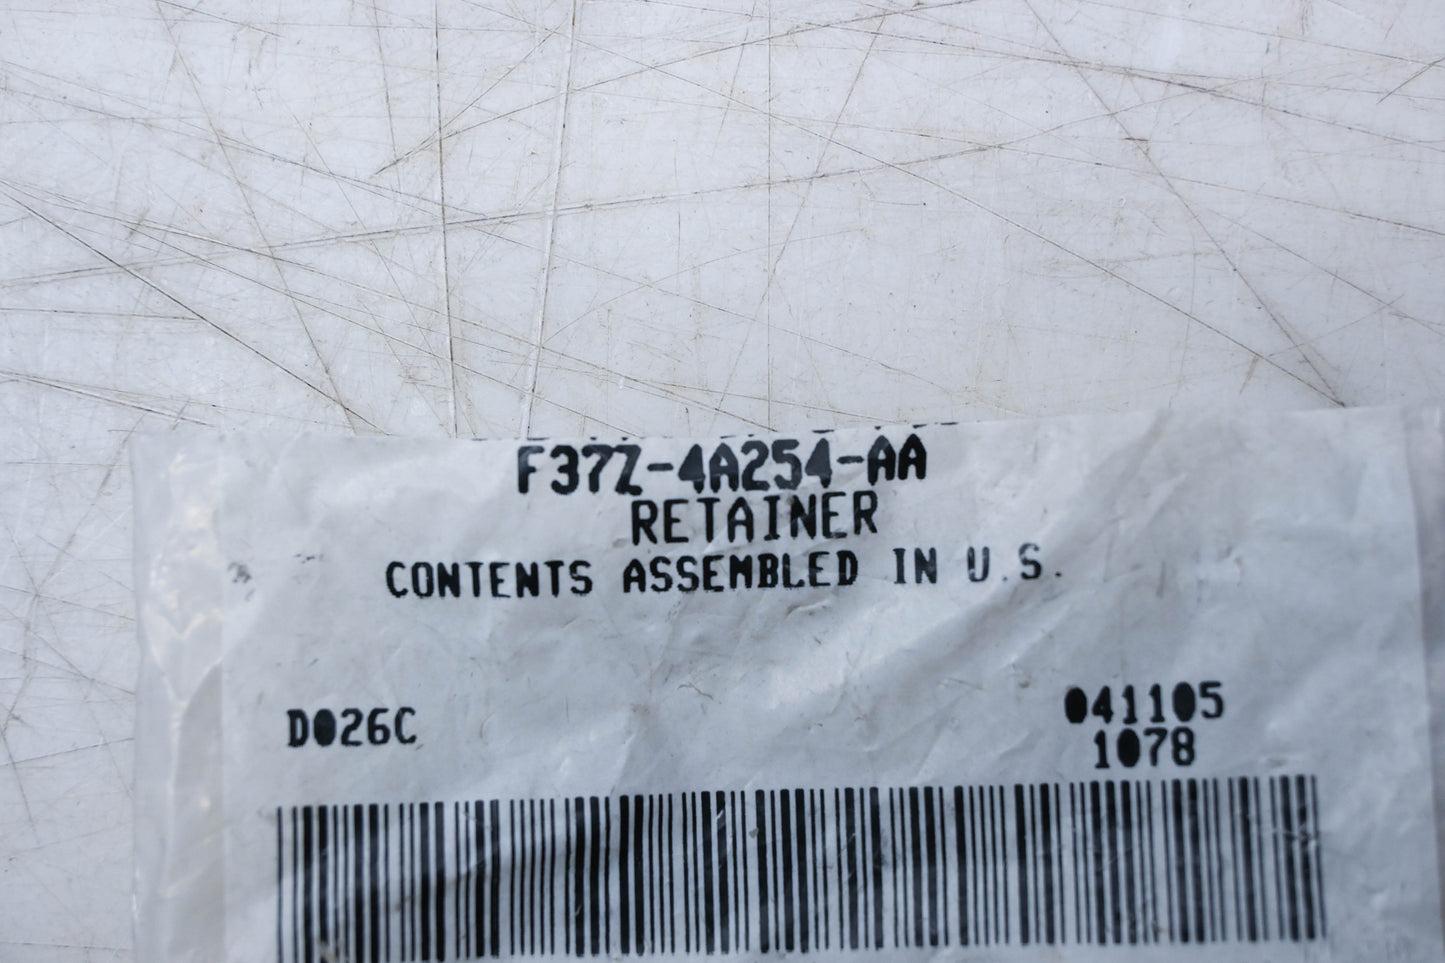 F37Z-4A254-AA
RETAINER
CONTENTS ASSEMBLED IN U.S.
D026C
041105
1078